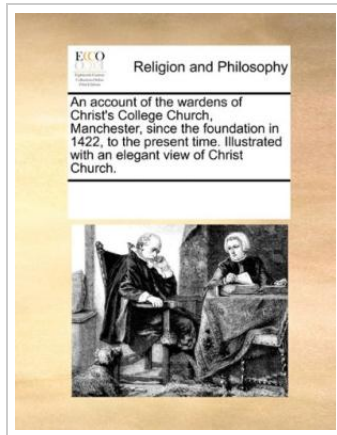 ECCO
Religion and Philosophy
An account of the wardens of
Christ's College Church,
Manchester, since the foundation in
1422, to the present time. Illustrated
with an elegant view of Christ
Church.